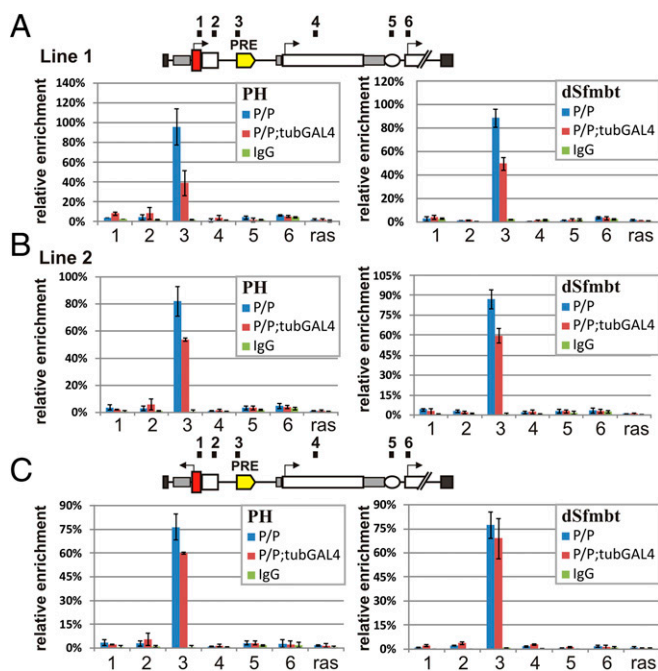 A
1 2 3 4 5 6
PRE
Line 1
140%
120%
100%
80%
60%
40%
20%
0%
relative enrichment
PH
P/P
P/P;tubGAL4
IgG
1 2 3 4 5 6 ras
120%
100%
80%
60%
40%
20%
0%
relative enrichment
dSfmbt
P/P
P/P;tubGAL4
IgG
1 2 3 4 5 6 ras
B
Line 2
100%
80%
60%
40%
20%
0%
relative enrichment
PH
P/P
P/P;tubGAL4
IgG
1 2 3 4 5 6 ras
105%
90%
75%
60%
45%
30%
15%
0%
relative enrichment
dSfmbt
P/P
P/P;tubGAL4
IgG
1 2 3 4 5 6 ras
C
1 2 3 4 5 6
PRE
90%
75%
60%
45%
30%
15%
0%
relative enrichment
PH
P/P
P/P;tubGAL4
IgG
1 2 3 4 5 6 ras
100%
75%
50%
25%
0%
relative enrichment
dSfmbt
P/P
P/P;tubGAL4
IgG
1 2 3 4 5 6 ras